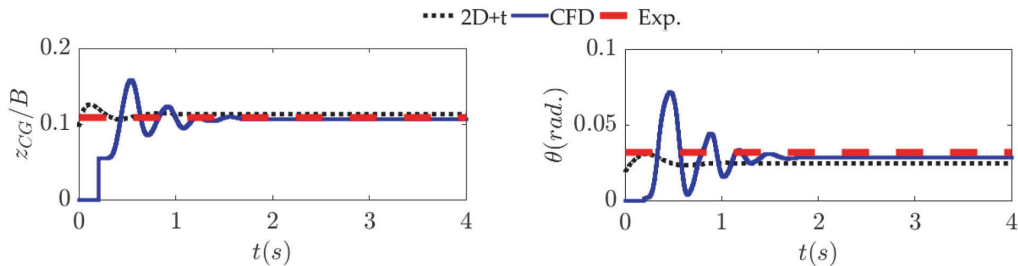 2D+t CFD Exp.
0.2
0.1
0
z_{CG}/B
0 1 2 3 4
t(s)
0.1
0.05
0
θ(rad.)
0 1 2 3 4
t(s)